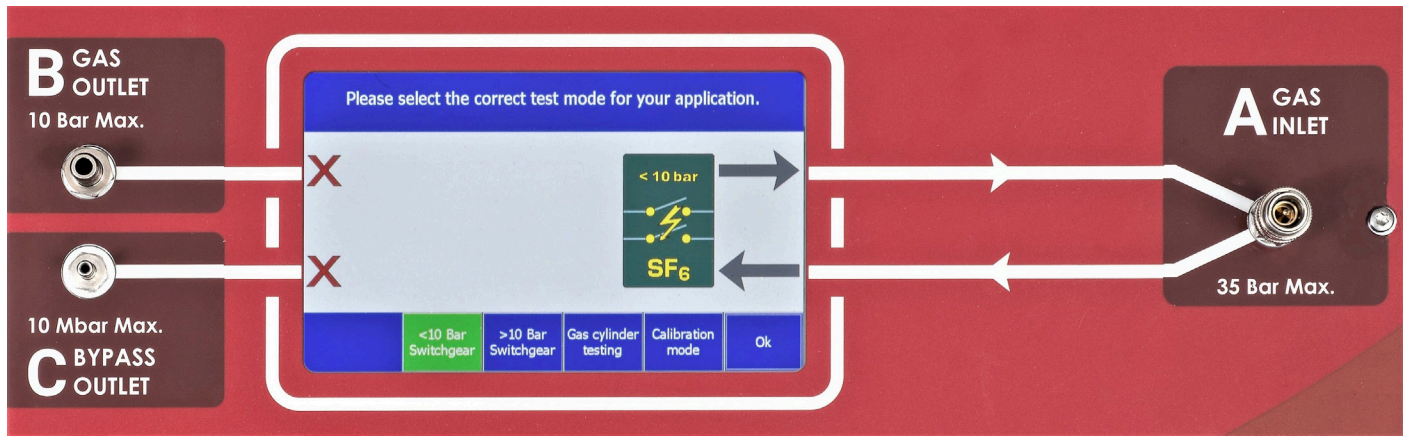 B GAS
OUTLET
10 Bar Max.
10 Mbar Max.
C BYPASS
OUTLET
Please select the correct test mode for your application.
X
X
< 10 bar
SF₆
<10 Bar
Switchgear
>10 Bar
Switchgear
Gas cylinder
testing
Calibration
mode
Ok
A GAS
INLET
35 Bar Max.